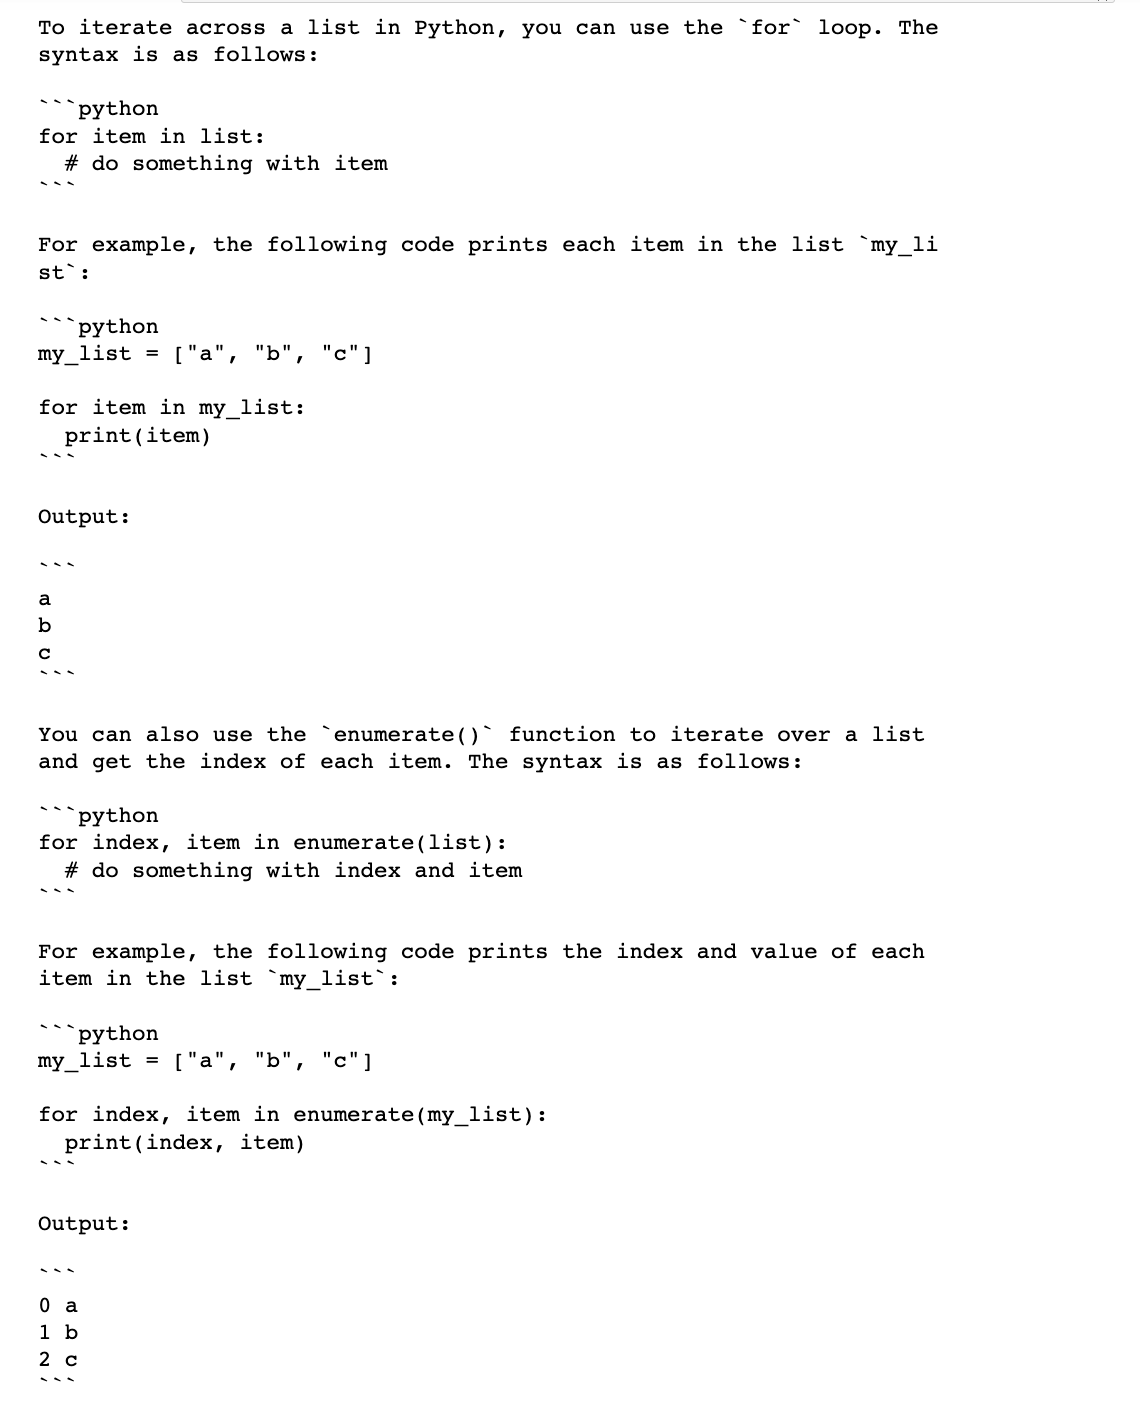 To iterate across a list in Python, you can use the `for` loop. The
syntax is as follows:
```python
for item in list:
  # do something with item
```
For example, the following code prints each item in the list `my_li
st`:
```python
my_list = ["a", "b", "c"]
for item in my_list:
  print(item)
```
Output:
```
a
b
c
```
You can also use the `enumerate()` function to iterate over a list
and get the index of each item. The syntax is as follows:
```python
for index, item in enumerate(list):
  # do something with index and item
```
For example, the following code prints the index and value of each
item in the list `my_list`:
```python
my_list = ["a", "b", "c"]
for index, item in enumerate(my_list):
  print(index, item)
```
Output:
```
0 a
1 b
2 c
```